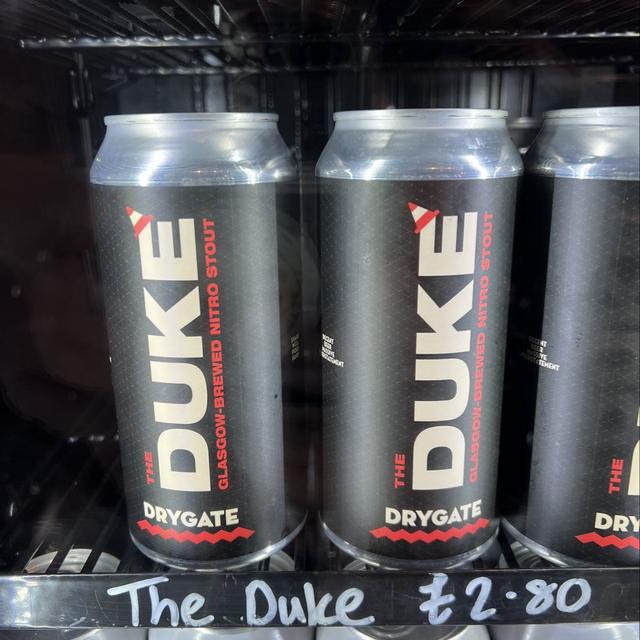 THE
DUKE
GLASGOW-BREWED NITRO STOUT
DRYGATE
THE
DUKE
GLASGOW-BREWED NITRO STOUT
DRYGATE
THE
DRYGATE
The Duke £2.80